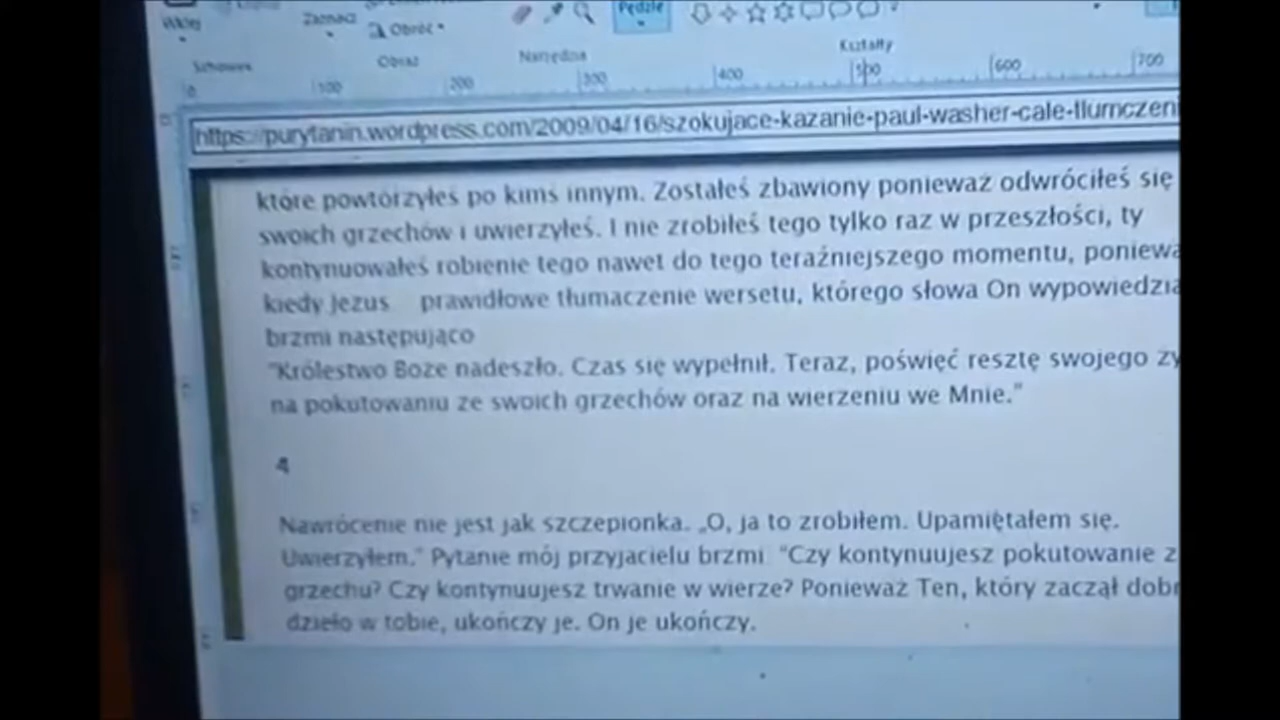 Wklej
Zaznacz
Obróć
Pędzle
Schowek
Obraz
Narzędzia
Kształty
0 100 200 300 400 500 600 700
https://purytanin.wordpress.com/2009/04/16/szokujace-kazanie-paul-washer-cale-tlumczeni
które powtórzyłeś po kimś innym. Zostałeś zbawiony ponieważ odwróciłeś się
swoich grzechów i uwierzyłeś. I nie zrobiłeś tego tylko raz w przeszłości, ty
kontynuowałeś robienie tego nawet do tego teraźniejszego momentu, poniewa
kiedy Jezus prawidłowe tłumaczenie wersetu, którego słowa On wypowiedzia
brzmi następująco
"Królestwo Boże nadeszło. Czas się wypełnił. Teraz, poświęć resztę swojego ży
na pokutowaniu ze swoich grzechów oraz na wierzeniu we Mnie."
4
Nawrócenie nie jest jak szczepionka. „O, ja to zrobiłem. Upamiętałem się.
Uwierzyłem." Pytanie mój przyjacielu brzmi "Czy kontynuujesz pokutowanie z
grzechu? Czy kontynuujesz trwanie w wierze? Ponieważ Ten, który zaczął dobr
dzieło w tobie, ukończy je. On je ukończy.